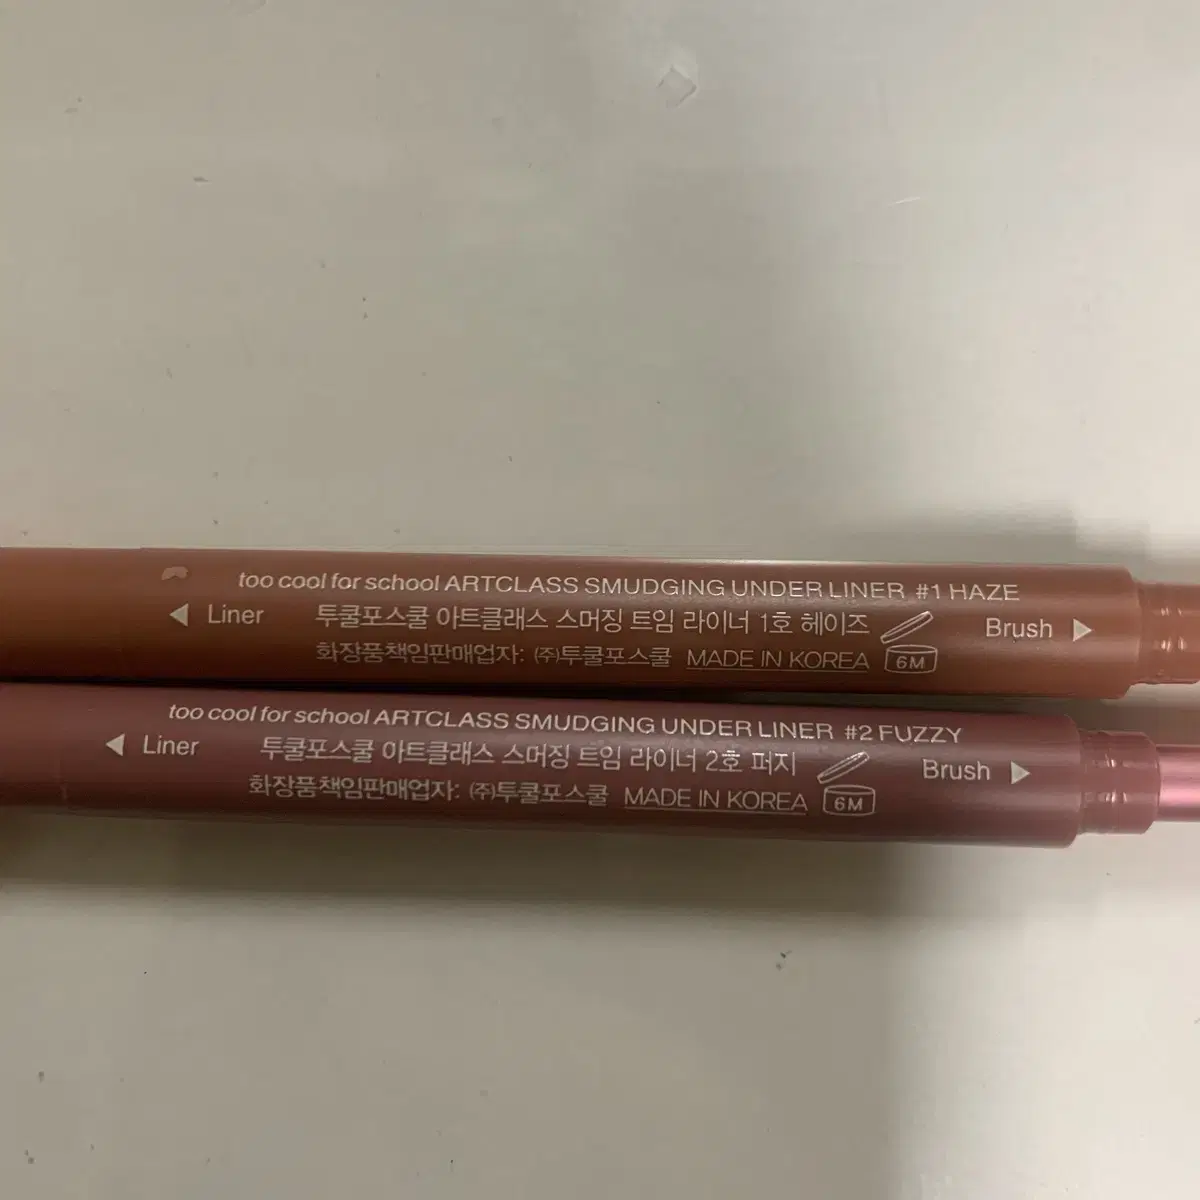 too cool for school ARTCLASS SMUDGING UNDER LINER #1 HAZE
◀ Liner 투쿨포스쿨 아트클래스 스머징 트임 라이너 1호 헤이즈 Brush ▶
화장품책임판매업자: ㈜투쿨포스쿨 MADE IN KOREA 6M
too cool for school ARTCLASS SMUDGING UNDER LINER #2 FUZZY
◀ Liner 투쿨포스쿨 아트클래스 스머징 트임 라이너 2호 퍼지 Brush ▶
화장품책임판매업자: ㈜투쿨포스쿨 MADE IN KOREA 6M